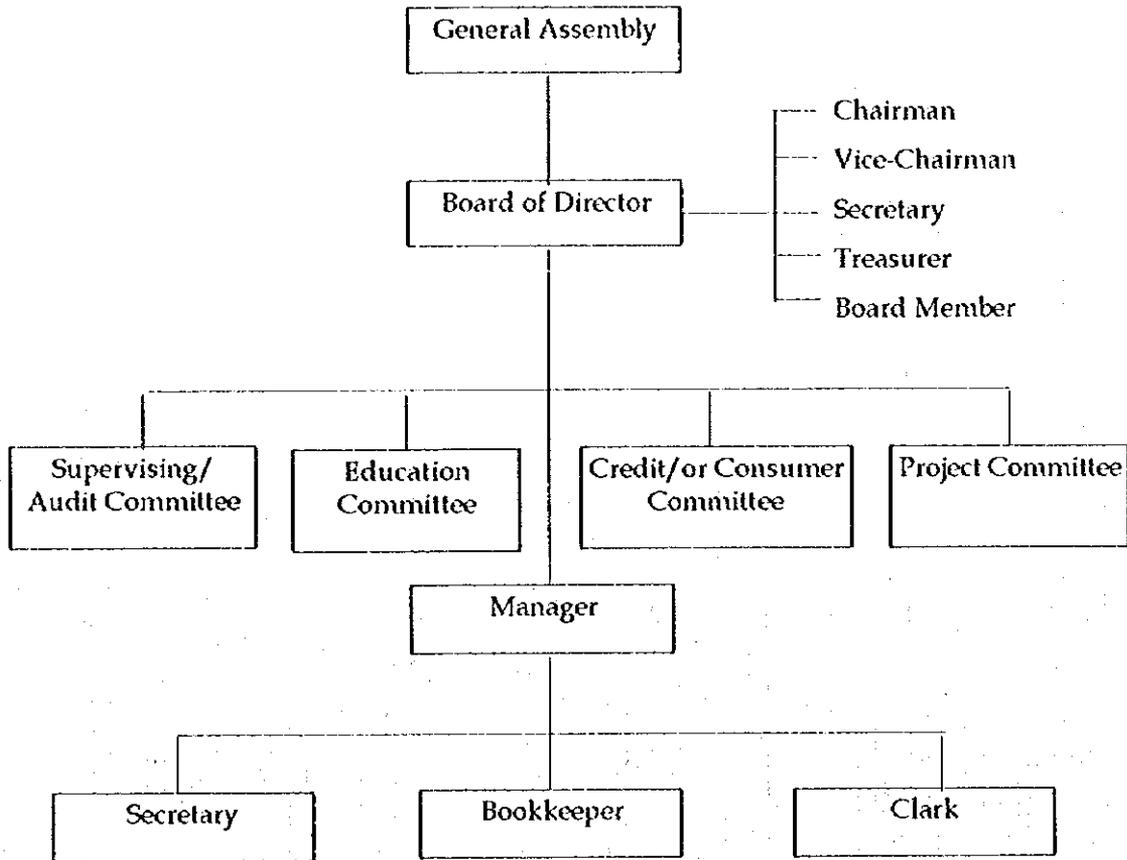 General Assembly
Chairman
Vice-Chairman
Board of Director
Secretary
Treasurer
Board Member
Supervising/
Audit Committee
Education
Committee
Credit/or Consumer
Committee
Project Committee
Manager
Secretary
Bookkeeper
Clark